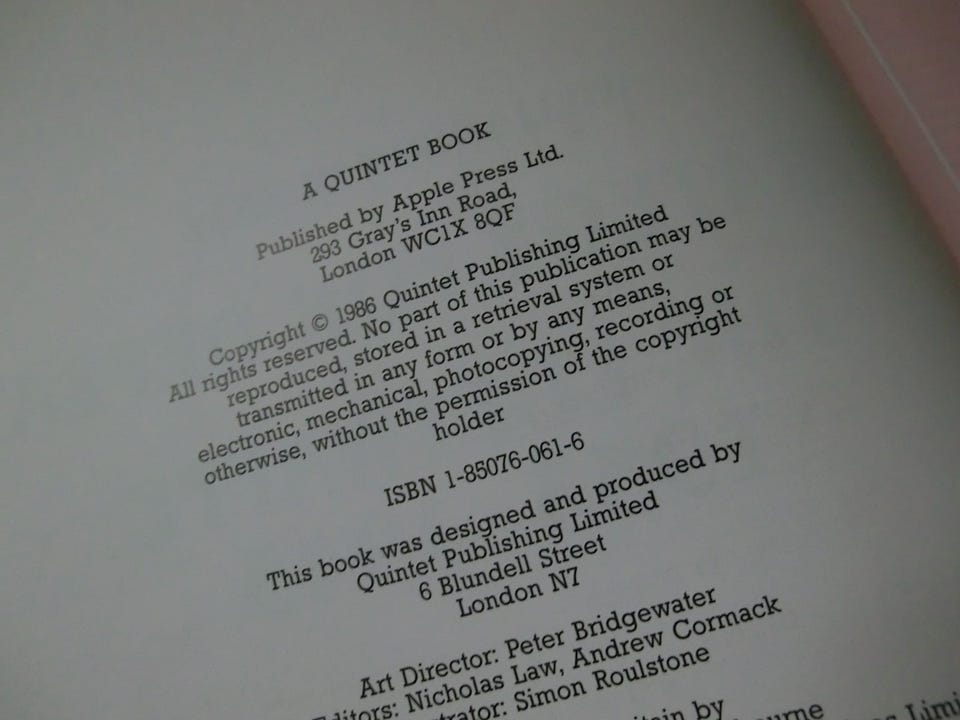 A QUINTET BOOK
Published by Apple Press Ltd.
293 Gray's Inn Road,
London WC1X 8QF
Copyright © 1986 Quintet Publishing Limited
All rights reserved. No part of this publication may be
reproduced, stored in a retrieval system or
transmitted in any form or by any means,
electronic, mechanical, photocopying, recording or
otherwise, without the permission of the copyright
holder
ISBN 1-85076-061-6
This book was designed and produced by
Quintet Publishing Limited
6 Blundell Street
London N7
Art Director: Peter Bridgewater
Editors: Nicholas Law, Andrew Cormack
Simon Roulstone
by